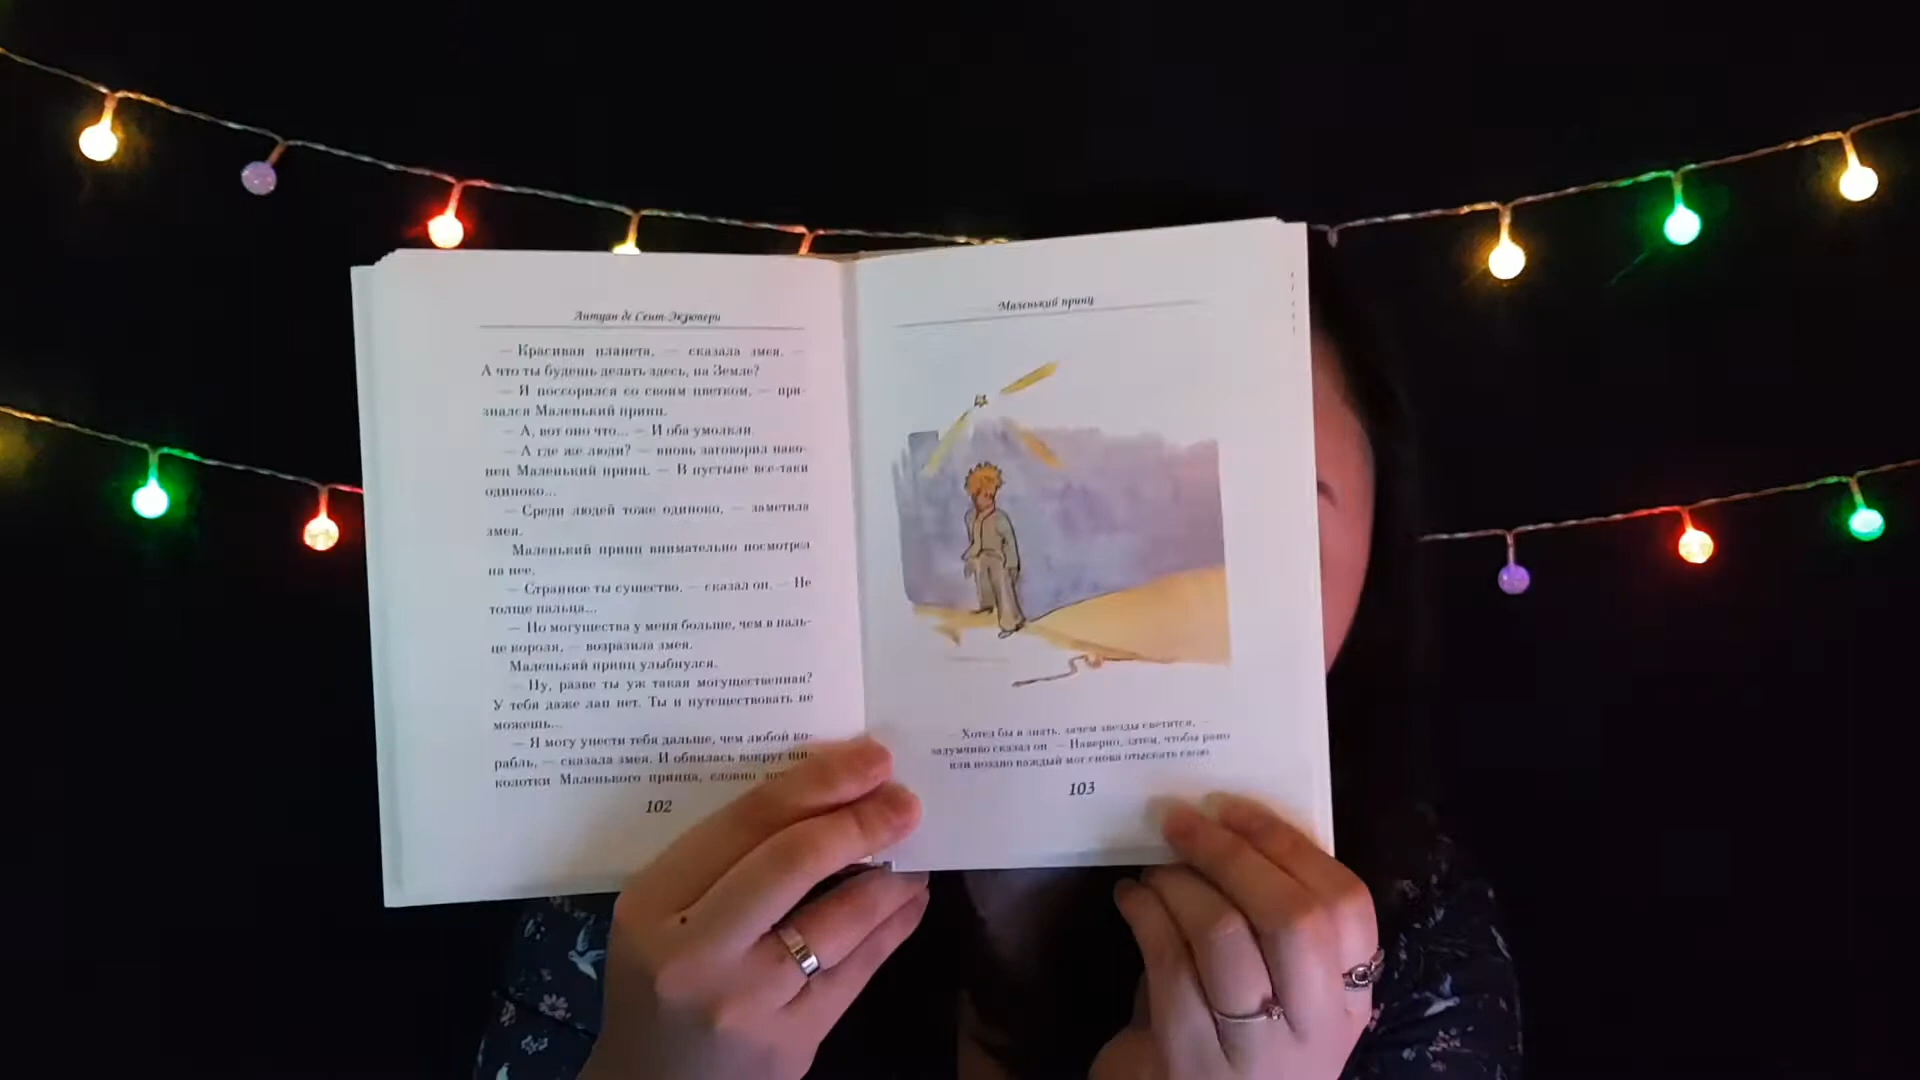 Антуан де Сент-Экзюпери
— Красивая планета, — сказала змея. —
А что ты будешь делать здесь, на Земле?
— Я поссорился со своим цветком, — при-
знался Маленький принц.
— А, вот оно что... — И оба умолкли.
— А где же люди? — вновь заговорил нако-
нец Маленький принц. — В пустыне все-таки
одиноко...
— Среди людей тоже одиноко, — заметила
змея.
Маленький принц внимательно посмотрел
на нее.
— Странное ты существо, — сказал он. — Не
толще пальца...
— Но могущества у меня больше, чем в паль-
це короля, — возразила змея.
Маленький принц улыбнулся.
— Ну, разве ты уж такая могущественная?
У тебя даже лап нет. Ты и путешествовать не
можешь...
— Я могу унести тебя дальше, чем любой ко-
рабль, — сказала змея. И обвилась вокруг щи-
колотки Маленького принца, словно
102
Маленький принц
— Хотел бы я знать, зачем звезды светятся, —
задумчиво сказал он. — Наверно, затем, чтобы рано
или поздно каждый мог снова отыскать свою.
103